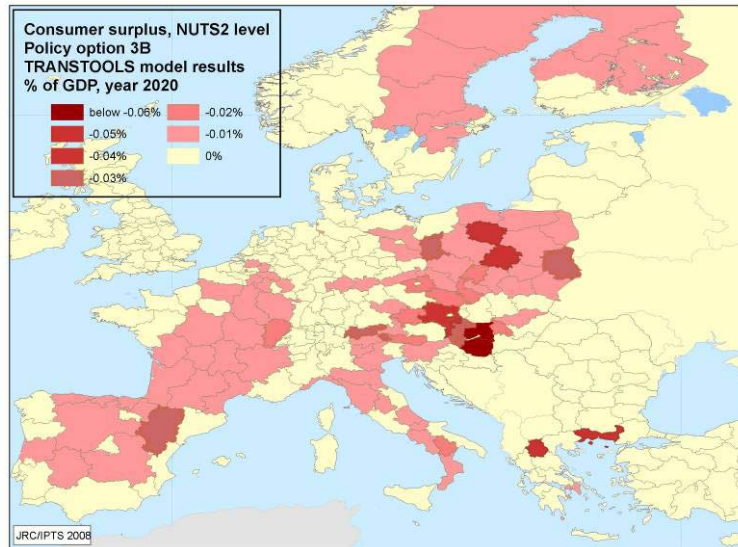 Consumer surplus, NUTS2 level
Policy option 3B
TRANSTOOLS model results
% of GDP, year 2020
below -0.06%
-0.05%
-0.04%
-0.03%
-0.02%
-0.01%
0%
JRC/IPTS 2008